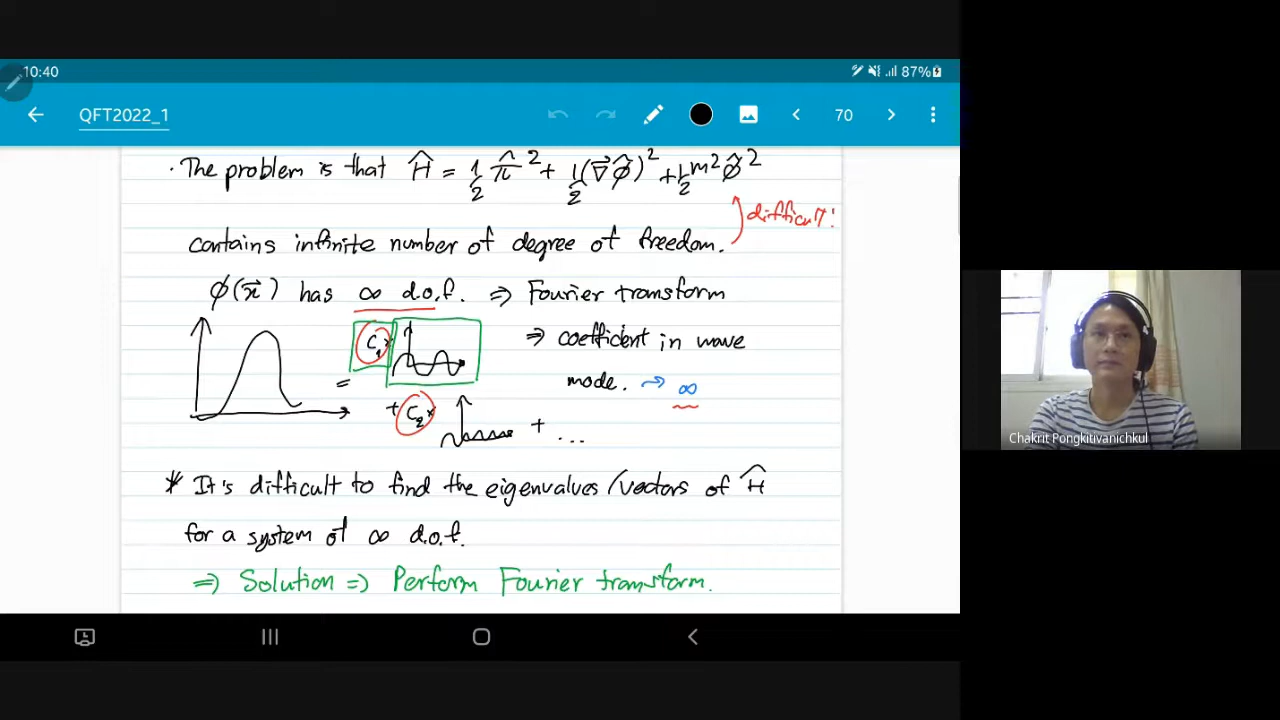 10:40
87%
QFT2022_1
70
· The problem is that Ĥ = 1/2 π̂² + 1/2 (∇⃗φ̂)² + 1/2 m² φ̂²
difficult!
contains infinite number of degree of freedom.
φ(x⃗) has ∞ d.o.f. ⇒ Fourier transform
= C₁×
⇒ coefficient in wave
mode. → ∞
+ C₂× + ...
* It's difficult to find the eigenvalues/vectors of Ĥ
for a system of ∞ d.o.f.
⇒ Solution ⇒ Perform Fourier transform.
Chakrit Pongkitivanichkul